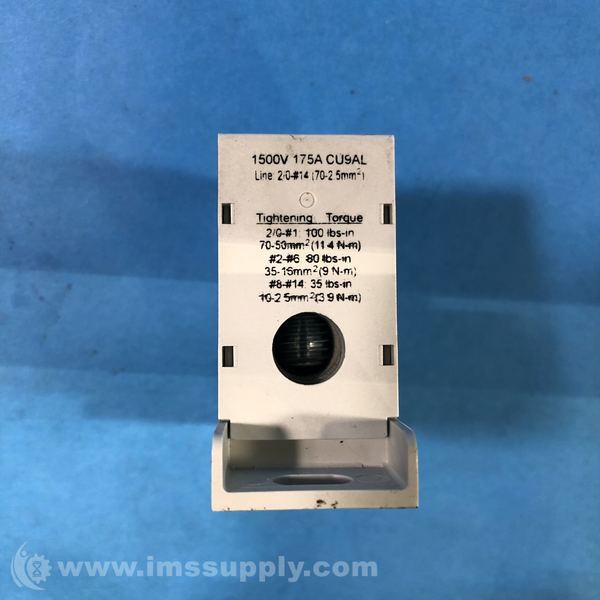 1500V 175A CU9AL
Line: 2/0-#14 (70-2.5mm²)
Tightening Torque
2/0-#1: 100 lbs-in
70-50mm² (11.4 N-m)
#2-#6: 80 lbs-in
35-16mm² (9 N-m)
#8-#14: 35 lbs-in
10-2.5mm² (3.9 N-m)
www.imssupply.com